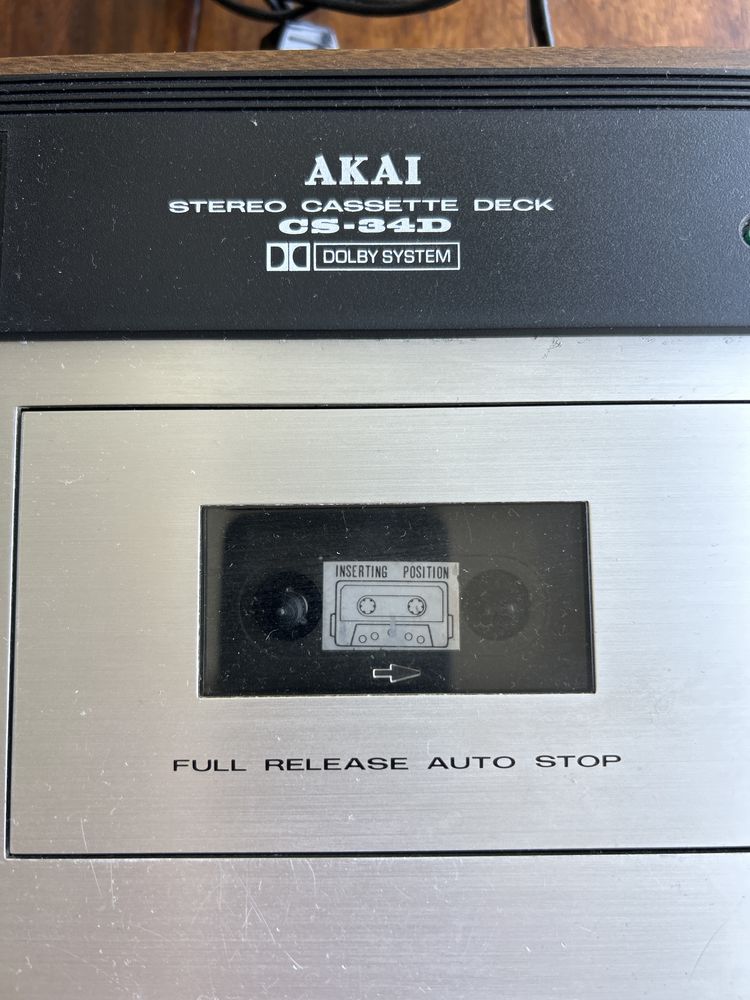 AKAI
STEREO CASSETTE DECK
CS-34D
DOLBY SYSTEM
INSERTING POSITION
FULL RELEASE AUTO STOP